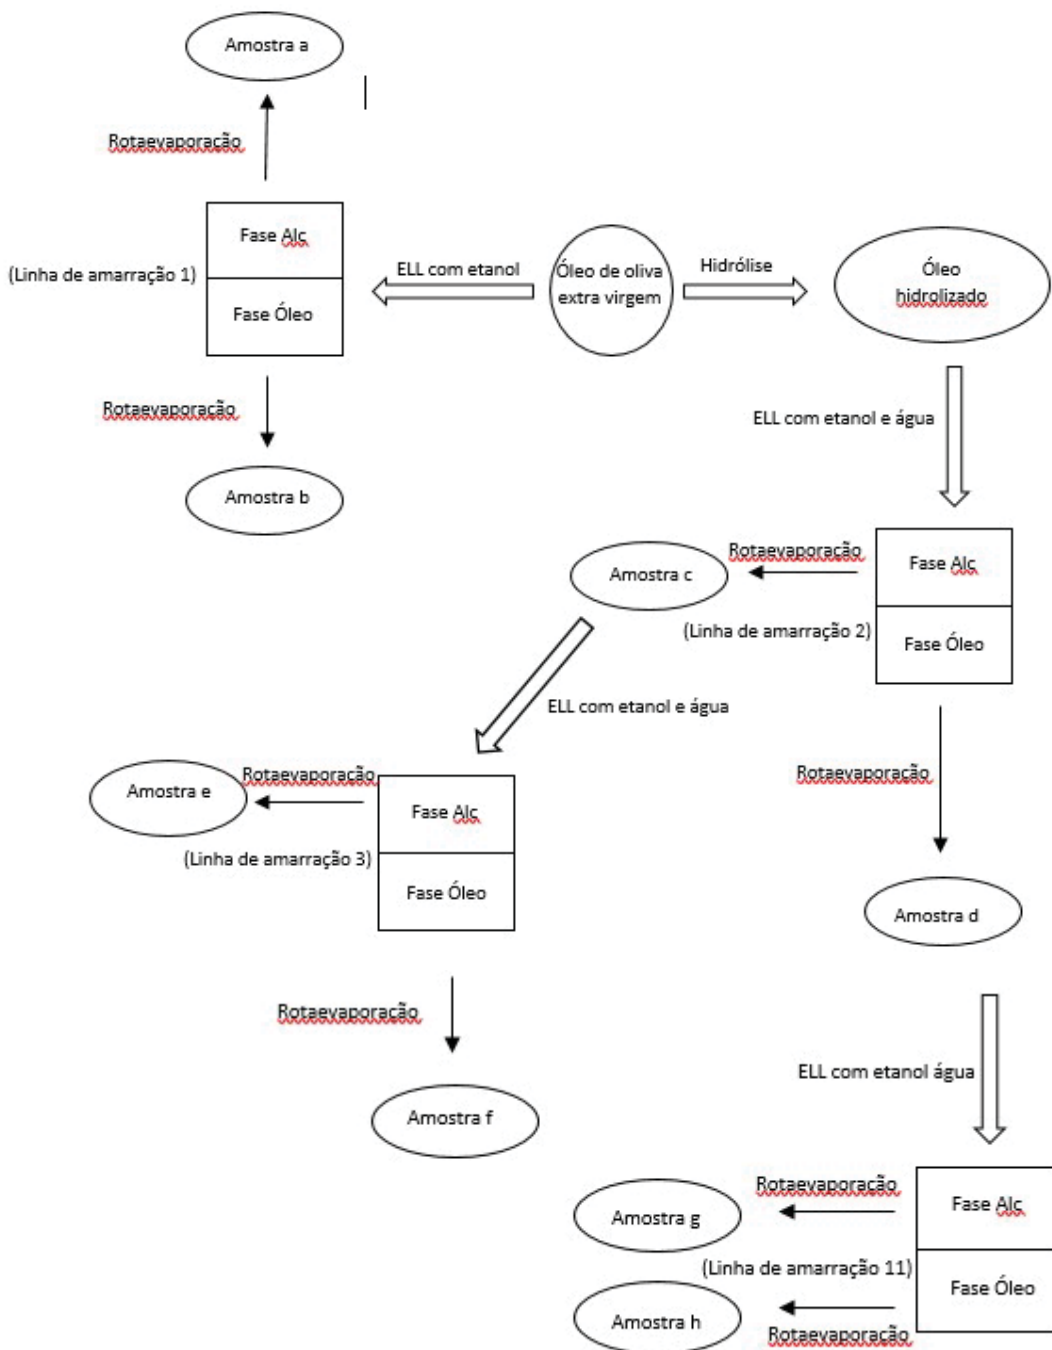 Amostra a
Rotaevaporação
Fase Alc
(Linha de amarração 1)
Fase Óleo
ELL com etanol
Óleo de oliva
extra virgem
Hidrólise
Óleo
hidrolizado
Rotaevaporação
Amostra b
ELL com etanol e água
Rotaevaporação
Amostra c
Fase Alc
(Linha de amarração 2)
Fase Óleo
ELL com etanol e água
Rotaevaporação
Amostra e
Rotaevaporação
Fase Alc
(Linha de amarração 3)
Fase Óleo
Amostra d
Rotaevaporação
Amostra f
ELL com etanol água
Rotaevaporação
Amostra g
Fase Alc
(Linha de amarração 11)
Fase Óleo
Amostra h
Rotaevaporação